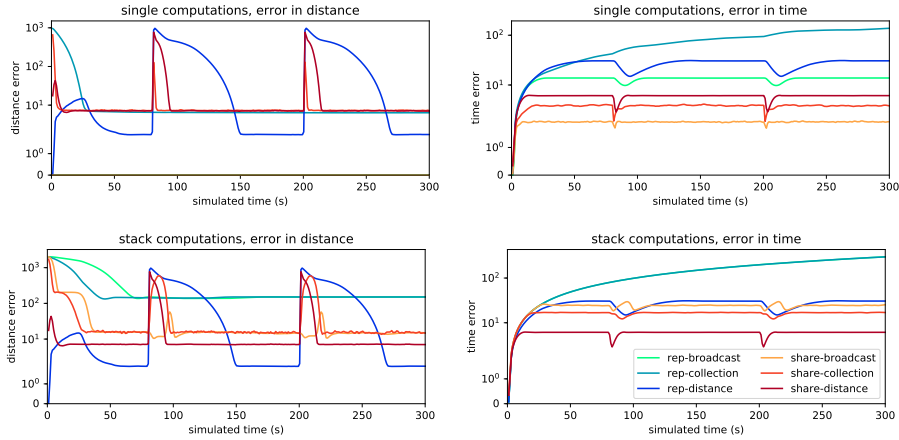 single computations, error in distance
10³
10²
10¹
10⁰
0
distance error
0 50 100 150 200 250 300
simulated time (s)
single computations, error in time
10²
10¹
10⁰
0
time error
0 50 100 150 200 250 300
simulated time (s)
stack computations, error in distance
10³
10²
10¹
10⁰
0
distance error
0 50 100 150 200 250 300
simulated time (s)
stack computations, error in time
10²
10¹
10⁰
0
time error
rep-broadcast
rep-collection
rep-distance
share-broadcast
share-collection
share-distance
0 50 100 150 200 250 300
simulated time (s)